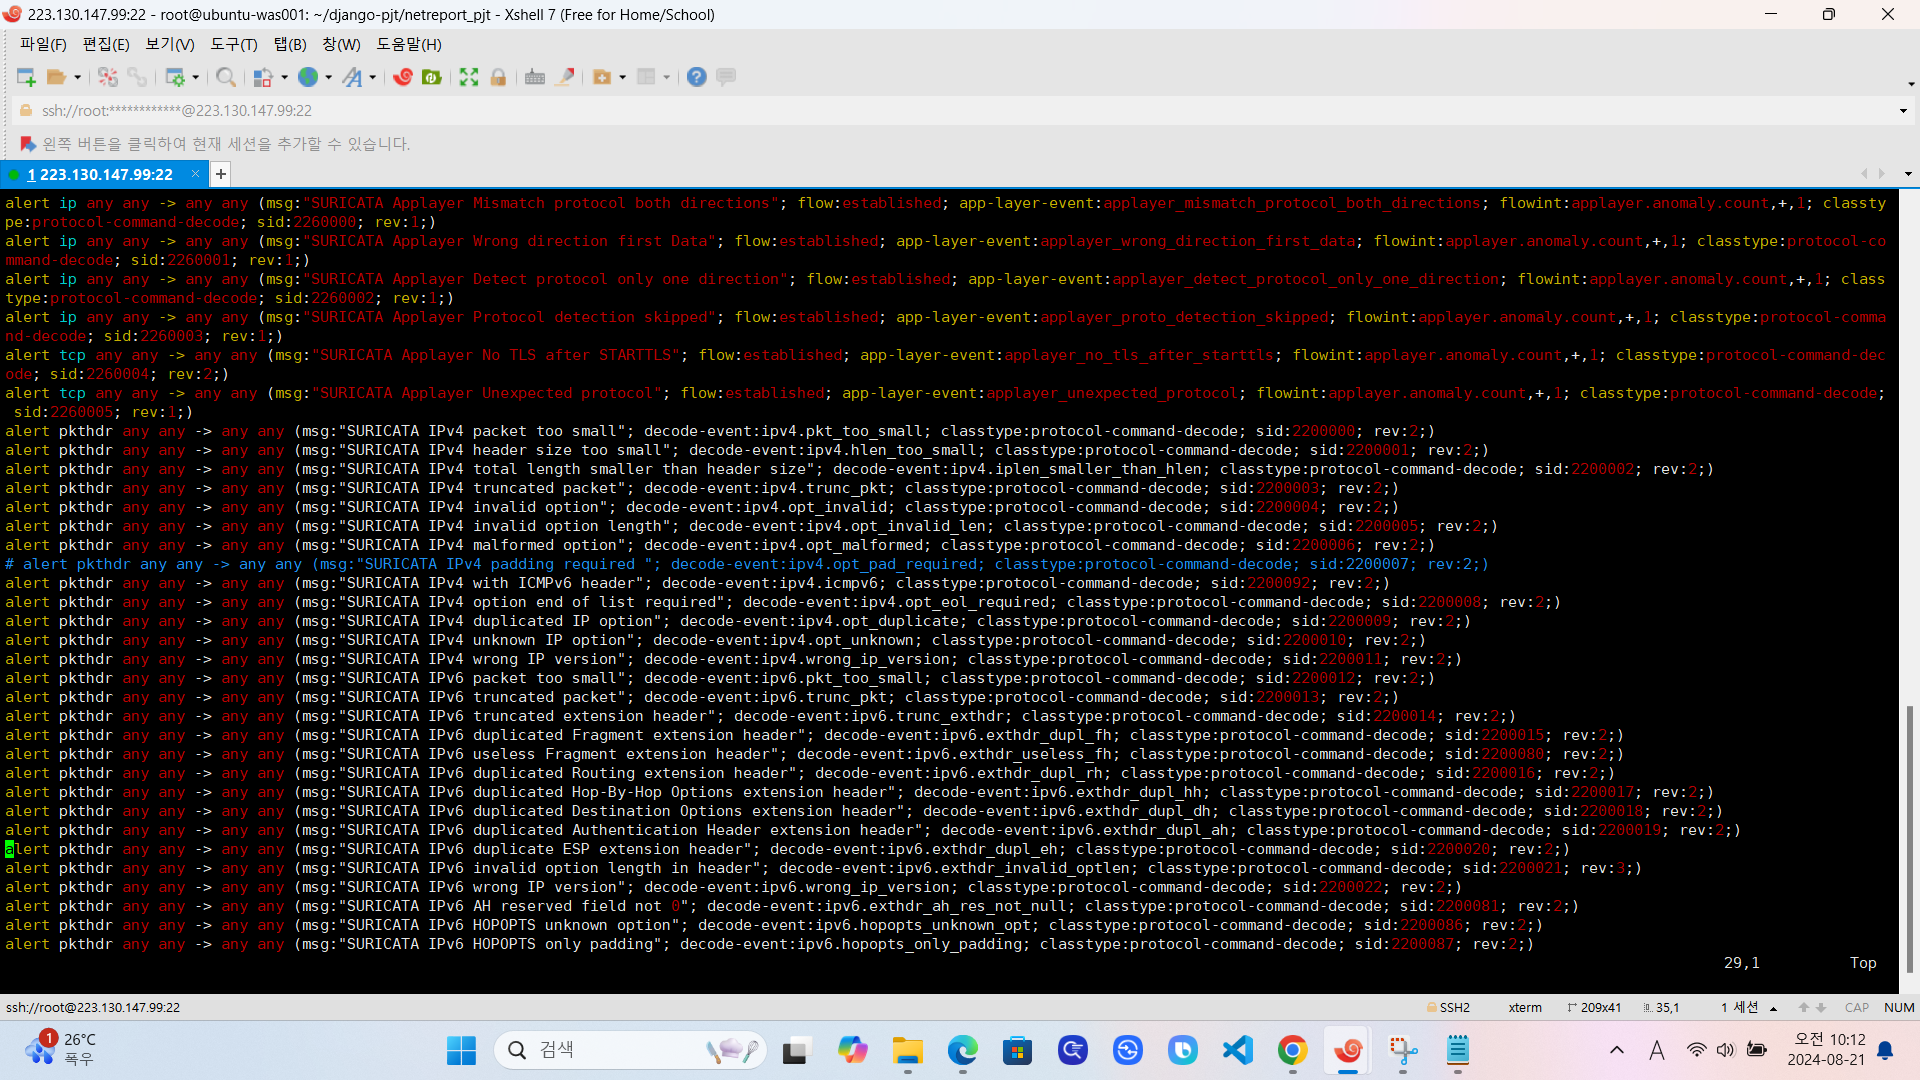 223.130.147.99:22 - root@ubuntu-was001: ~/django-pjt/netreport_pjt - Xshell 7 (Free for Home/School)
파일(F) 편집(E) 보기(V) 도구(T) 탭(B) 창(W) 도움말(H)
ssh://root:************@223.130.147.99:22
왼쪽 버튼을 클릭하여 현재 세션을 추가할 수 있습니다.
1 223.130.147.99:22
alert ip any any -> any any (msg:"SURICATA Applayer Mismatch protocol both directions"; flow:established; app-layer-event:applayer_mismatch_protocol_both_directions; flowint:applayer.anomaly.count,+,1; classty
pe:protocol-command-decode; sid:2260000; rev:1;)
alert ip any any -> any any (msg:"SURICATA Applayer Wrong direction first Data"; flow:established; app-layer-event:applayer_wrong_direction_first_data; flowint:applayer.anomaly.count,+,1; classtype:protocol-co
mmand-decode; sid:2260001; rev:1;)
alert ip any any -> any any (msg:"SURICATA Applayer Detect protocol only one direction"; flow:established; app-layer-event:applayer_detect_protocol_only_one_direction; flowint:applayer.anomaly.count,+,1; class
type:protocol-command-decode; sid:2260002; rev:1;)
alert ip any any -> any any (msg:"SURICATA Applayer Protocol detection skipped"; flow:established; app-layer-event:applayer_proto_detection_skipped; flowint:applayer.anomaly.count,+,1; classtype:protocol-comma
nd-decode; sid:2260003; rev:1;)
alert tcp any any -> any any (msg:"SURICATA Applayer No TLS after STARTTLS"; flow:established; app-layer-event:applayer_no_tls_after_starttls; flowint:applayer.anomaly.count,+,1; classtype:protocol-command-dec
ode; sid:2260004; rev:2;)
alert tcp any any -> any any (msg:"SURICATA Applayer Unexpected protocol"; flow:established; app-layer-event:applayer_unexpected_protocol; flowint:applayer.anomaly.count,+,1; classtype:protocol-command-decode;
 sid:2260005; rev:1;)
alert pkthdr any any -> any any (msg:"SURICATA IPv4 packet too small"; decode-event:ipv4.pkt_too_small; classtype:protocol-command-decode; sid:2200000; rev:2;)
alert pkthdr any any -> any any (msg:"SURICATA IPv4 header size too small"; decode-event:ipv4.hlen_too_small; classtype:protocol-command-decode; sid:2200001; rev:2;)
alert pkthdr any any -> any any (msg:"SURICATA IPv4 total length smaller than header size"; decode-event:ipv4.iplen_smaller_than_hlen; classtype:protocol-command-decode; sid:2200002; rev:2;)
alert pkthdr any any -> any any (msg:"SURICATA IPv4 truncated packet"; decode-event:ipv4.trunc_pkt; classtype:protocol-command-decode; sid:2200003; rev:2;)
alert pkthdr any any -> any any (msg:"SURICATA IPv4 invalid option"; decode-event:ipv4.opt_invalid; classtype:protocol-command-decode; sid:2200004; rev:2;)
alert pkthdr any any -> any any (msg:"SURICATA IPv4 invalid option length"; decode-event:ipv4.opt_invalid_len; classtype:protocol-command-decode; sid:2200005; rev:2;)
alert pkthdr any any -> any any (msg:"SURICATA IPv4 malformed option"; decode-event:ipv4.opt_malformed; classtype:protocol-command-decode; sid:2200006; rev:2;)
# alert pkthdr any any -> any any (msg:"SURICATA IPv4 padding required "; decode-event:ipv4.opt_pad_required; classtype:protocol-command-decode; sid:2200007; rev:2;)
alert pkthdr any any -> any any (msg:"SURICATA IPv4 with ICMPv6 header"; decode-event:ipv4.icmpv6; classtype:protocol-command-decode; sid:2200092; rev:2;)
alert pkthdr any any -> any any (msg:"SURICATA IPv4 option end of list required"; decode-event:ipv4.opt_eol_required; classtype:protocol-command-decode; sid:2200008; rev:2;)
alert pkthdr any any -> any any (msg:"SURICATA IPv4 duplicated IP option"; decode-event:ipv4.opt_duplicate; classtype:protocol-command-decode; sid:2200009; rev:2;)
alert pkthdr any any -> any any (msg:"SURICATA IPv4 unknown IP option"; decode-event:ipv4.opt_unknown; classtype:protocol-command-decode; sid:2200010; rev:2;)
alert pkthdr any any -> any any (msg:"SURICATA IPv4 wrong IP version"; decode-event:ipv4.wrong_ip_version; classtype:protocol-command-decode; sid:2200011; rev:2;)
alert pkthdr any any -> any any (msg:"SURICATA IPv6 packet too small"; decode-event:ipv6.pkt_too_small; classtype:protocol-command-decode; sid:2200012; rev:2;)
alert pkthdr any any -> any any (msg:"SURICATA IPv6 truncated packet"; decode-event:ipv6.trunc_pkt; classtype:protocol-command-decode; sid:2200013; rev:2;)
alert pkthdr any any -> any any (msg:"SURICATA IPv6 truncated extension header"; decode-event:ipv6.trunc_exthdr; classtype:protocol-command-decode; sid:2200014; rev:2;)
alert pkthdr any any -> any any (msg:"SURICATA IPv6 duplicated Fragment extension header"; decode-event:ipv6.exthdr_dupl_fh; classtype:protocol-command-decode; sid:2200015; rev:2;)
alert pkthdr any any -> any any (msg:"SURICATA IPv6 useless Fragment extension header"; decode-event:ipv6.exthdr_useless_fh; classtype:protocol-command-decode; sid:2200080; rev:2;)
alert pkthdr any any -> any any (msg:"SURICATA IPv6 duplicated Routing extension header"; decode-event:ipv6.exthdr_dupl_rh; classtype:protocol-command-decode; sid:2200016; rev:2;)
alert pkthdr any any -> any any (msg:"SURICATA IPv6 duplicated Hop-By-Hop Options extension header"; decode-event:ipv6.exthdr_dupl_hh; classtype:protocol-command-decode; sid:2200017; rev:2;)
alert pkthdr any any -> any any (msg:"SURICATA IPv6 duplicated Destination Options extension header"; decode-event:ipv6.exthdr_dupl_dh; classtype:protocol-command-decode; sid:2200018; rev:2;)
alert pkthdr any any -> any any (msg:"SURICATA IPv6 duplicated Authentication Header extension header"; decode-event:ipv6.exthdr_dupl_ah; classtype:protocol-command-decode; sid:2200019; rev:2;)
alert pkthdr any any -> any any (msg:"SURICATA IPv6 duplicate ESP extension header"; decode-event:ipv6.exthdr_dupl_eh; classtype:protocol-command-decode; sid:2200020; rev:2;)
alert pkthdr any any -> any any (msg:"SURICATA IPv6 invalid option length in header"; decode-event:ipv6.exthdr_invalid_optlen; classtype:protocol-command-decode; sid:2200021; rev:3;)
alert pkthdr any any -> any any (msg:"SURICATA IPv6 wrong IP version"; decode-event:ipv6.wrong_ip_version; classtype:protocol-command-decode; sid:2200022; rev:2;)
alert pkthdr any any -> any any (msg:"SURICATA IPv6 AH reserved field not 0"; decode-event:ipv6.exthdr_ah_res_not_null; classtype:protocol-command-decode; sid:2200081; rev:2;)
alert pkthdr any any -> any any (msg:"SURICATA IPv6 HOPOPTS unknown option"; decode-event:ipv6.hopopts_unknown_opt; classtype:protocol-command-decode; sid:2200086; rev:2;)
alert pkthdr any any -> any any (msg:"SURICATA IPv6 HOPOPTS only padding"; decode-event:ipv6.hopopts_only_padding; classtype:protocol-command-decode; sid:2200087; rev:2;)
29,1 Top
ssh://root@223.130.147.99:22 SSH2 xterm 209x41 35,1 1 세션 CAP NUM
1 26°C
폭우
검색
A
오전 10:12
2024-08-21